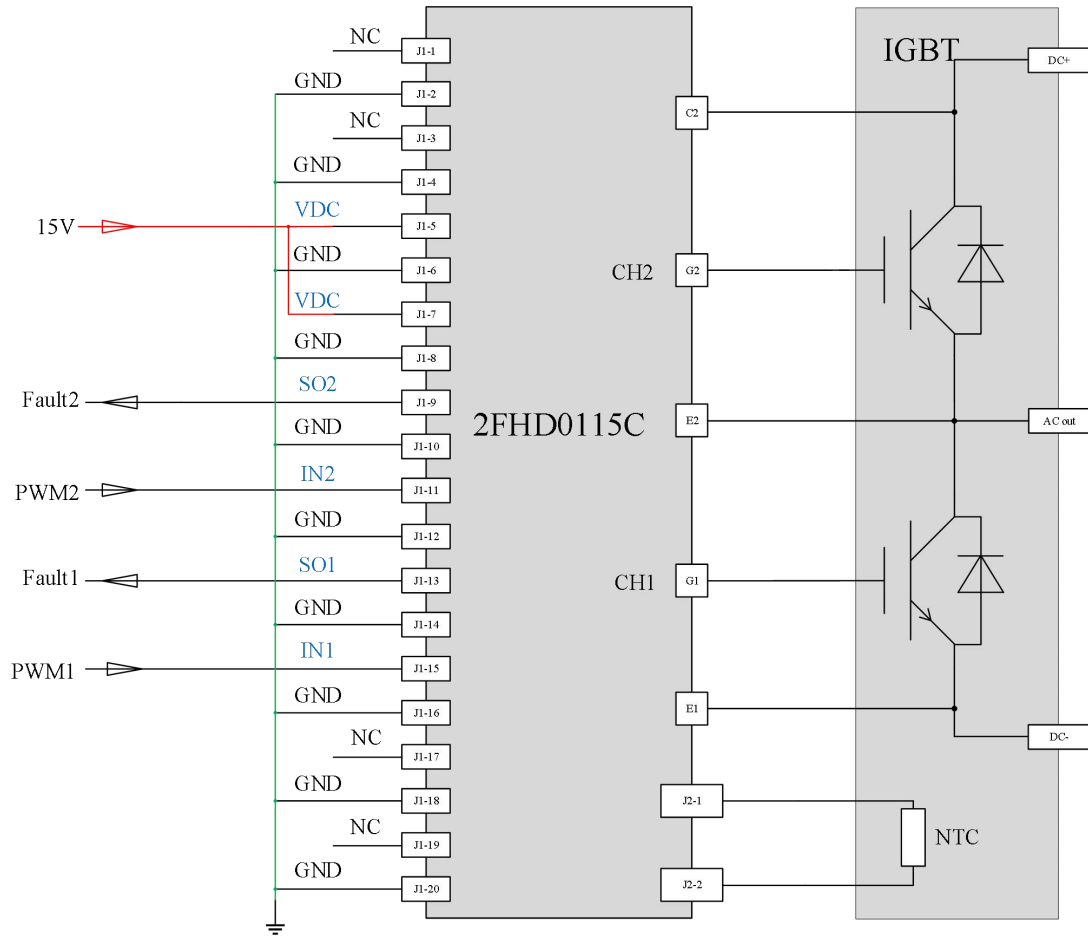 NC
J1-1
GND
J1-2
NC
J1-3
GND
J1-4
15V
VDC
J1-5
GND
J1-6
VDC
J1-7
GND
J1-8
Fault2
SO2
J1-9
GND
J1-10
PWM2
IN2
J1-11
GND
J1-12
Fault1
SO1
J1-13
GND
J1-14
PWM1
IN1
J1-15
GND
J1-16
NC
J1-17
GND
J1-18
NC
J1-19
GND
J1-20
2FHD0115C
C2
CH2
G2
E2
CH1
G1
E1
J2-1
J2-2
IGBT
DC+
AC out
DC-
NTC